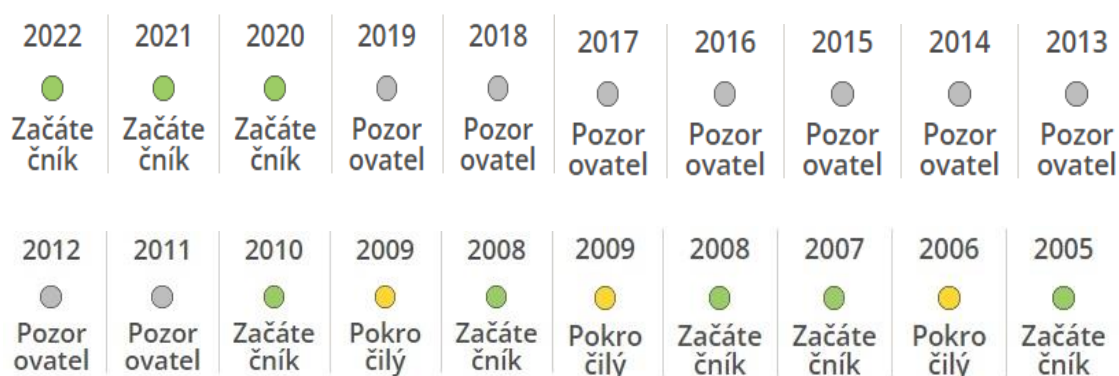 2022 2021 2020 2019 2018 2017 2016 2015 2014 2013
Začáte Začáte Začáte Pozor Pozor Pozor Pozor Pozor Pozor Pozor
čník čník čník ovatel ovatel ovatel ovatel ovatel ovatel ovatel
2012 2011 2010 2009 2008 2009 2008 2007 2006 2005
Pozor Pozor Začáte Pokro Začáte Pokro Začáte Začáte Pokro Začáte
ovatel ovatel čník čilý čník čilý čník čník čilý čník